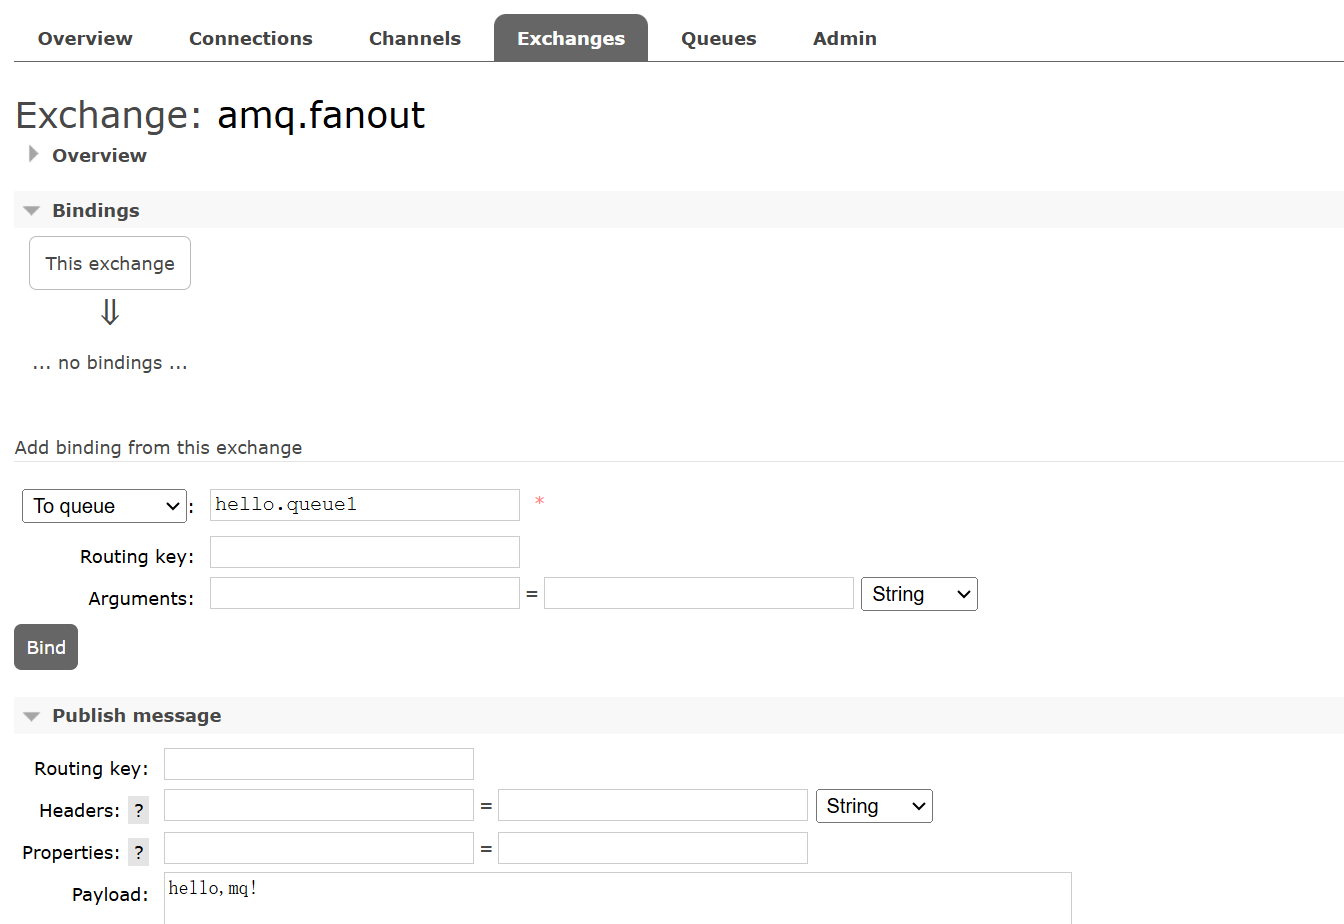 Overview Connections Channels Exchanges Queues Admin
Exchange: amq.fanout
Overview
Bindings
This exchange
⇓
... no bindings ...
Add binding from this exchange
To queue : hello.queue1 *
Routing key:
Arguments: = String
Bind
Publish message
Routing key:
Headers: ? = String
Properties: ? =
Payload: hello,mq!